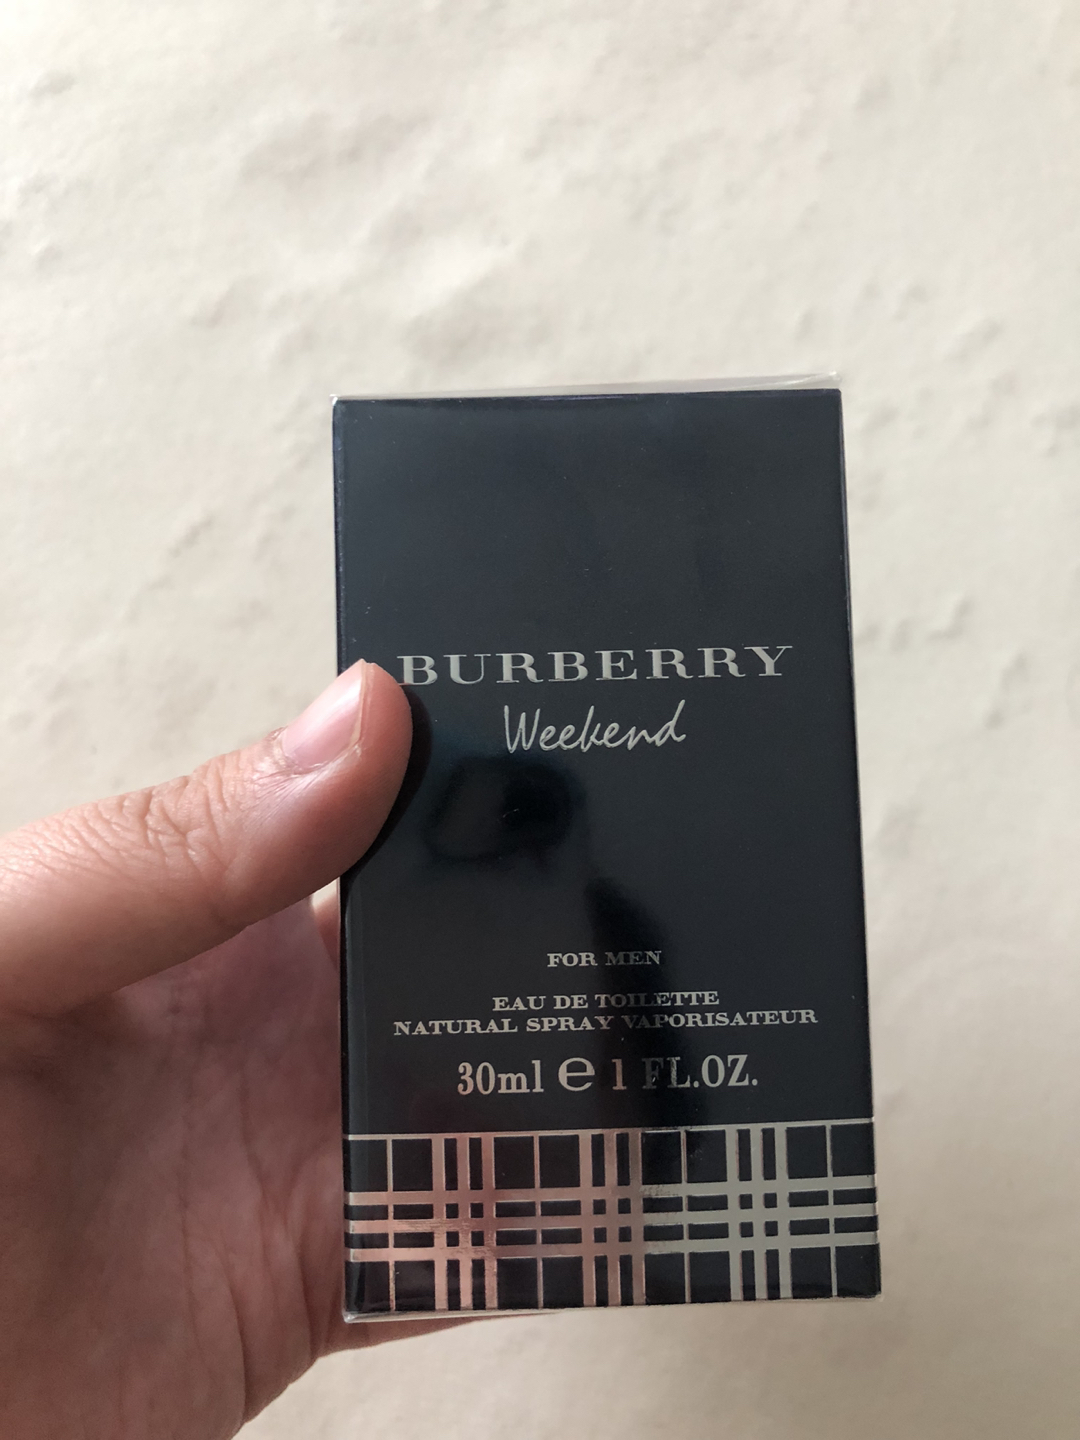 BURBERRY
Weekend
FOR MEN
EAU DE TOILETTE
NATURAL SPRAY VAPORISATEUR
30ml e 1 FL.OZ.